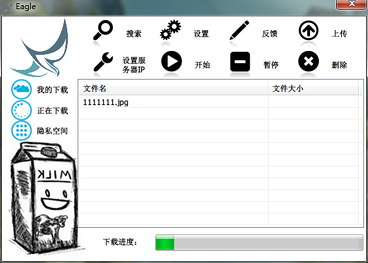 Eagle
搜索 设置 反馈 上传
设置服
务器IP 开始 暂停 删除
我的下载
正在下载
隐私空间
文件名 文件大小
1111111.jpg
MILK
下载进度：